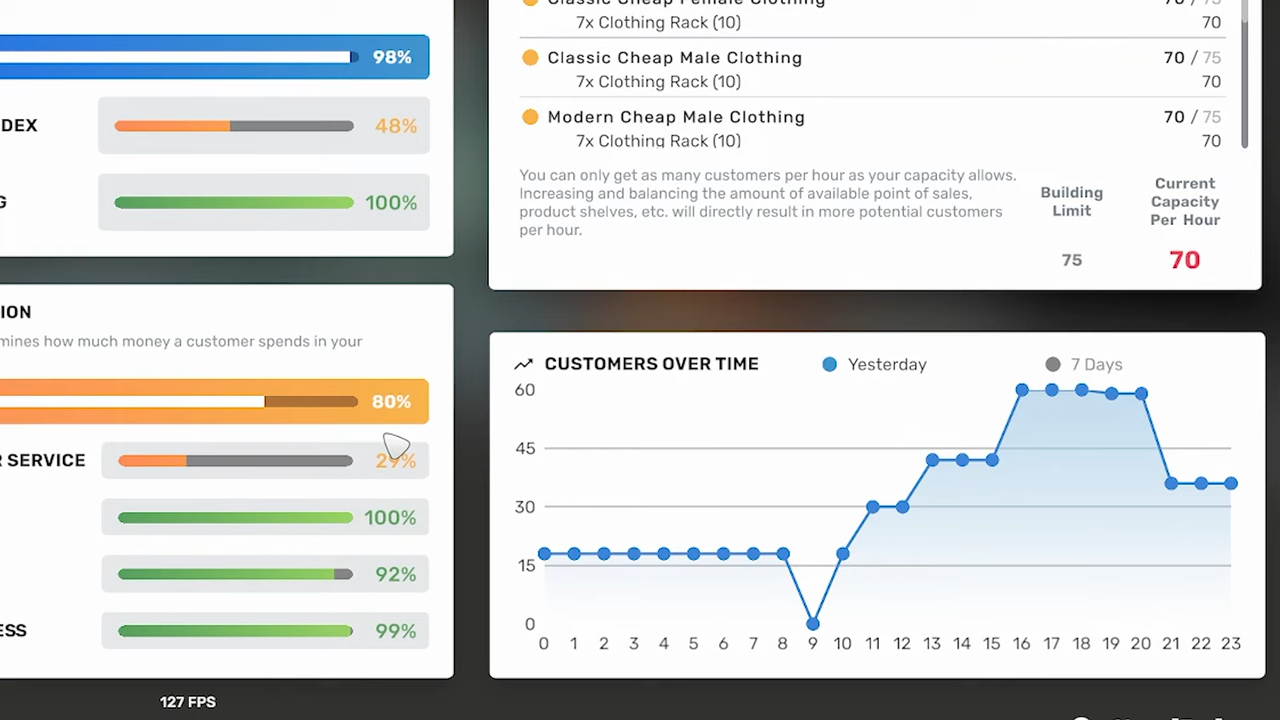 98%
DEX
48%
G
100%
7x Clothing Rack (10)
70
Classic Cheap Male Clothing
70 / 75
7x Clothing Rack (10)
70
Modern Cheap Male Clothing
70 / 75
7x Clothing Rack (10)
70
You can only get as many customers per hour as your capacity allows.
Increasing and balancing the amount of available point of sales,
product shelves, etc. will directly result in more potential customers
per hour.
Building
Limit
75
Current
Capacity
Per Hour
70
ION
mines how much money a customer spends in your
80%
R SERVICE
29%
100%
92%
ESS
99%
CUSTOMERS OVER TIME
Yesterday
7 Days
60
45
30
15
0
0 1 2 3 4 5 6 7 8 9 10 11 12 13 14 15 16 17 18 19 20 21 22 23
127 FPS